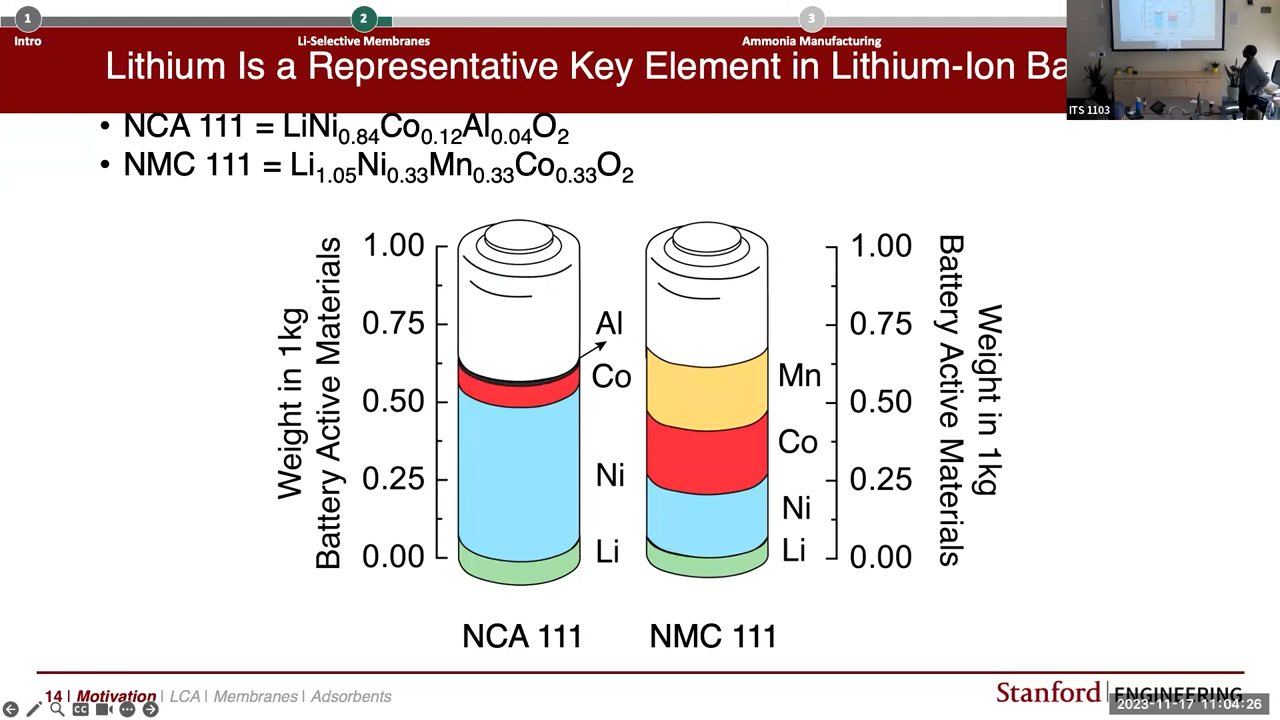 1
2
3
Intro
Li-Selective Membranes
Ammonia Manufacturing
Lithium Is a Representative Key Element in Lithium-Ion Ba
ITS 1103
• NCA 111 = LiNi0.84Co0.12Al0.04O2
• NMC 111 = Li1.05Ni0.33Mn0.33Co0.33O2
Weight in 1kg
Battery Active Materials
1.00
0.75
0.50
0.25
0.00
Al
Co
Ni
Li
NCA 111
Mn
Co
Ni
Li
NMC 111
1.00
0.75
0.50
0.25
0.00
Weight in 1kg
Battery Active Materials
14 | Motivation | LCA | Membranes | Adsorbents
CC
Stanford | ENGINEERING
2023-11-17 11:04:26